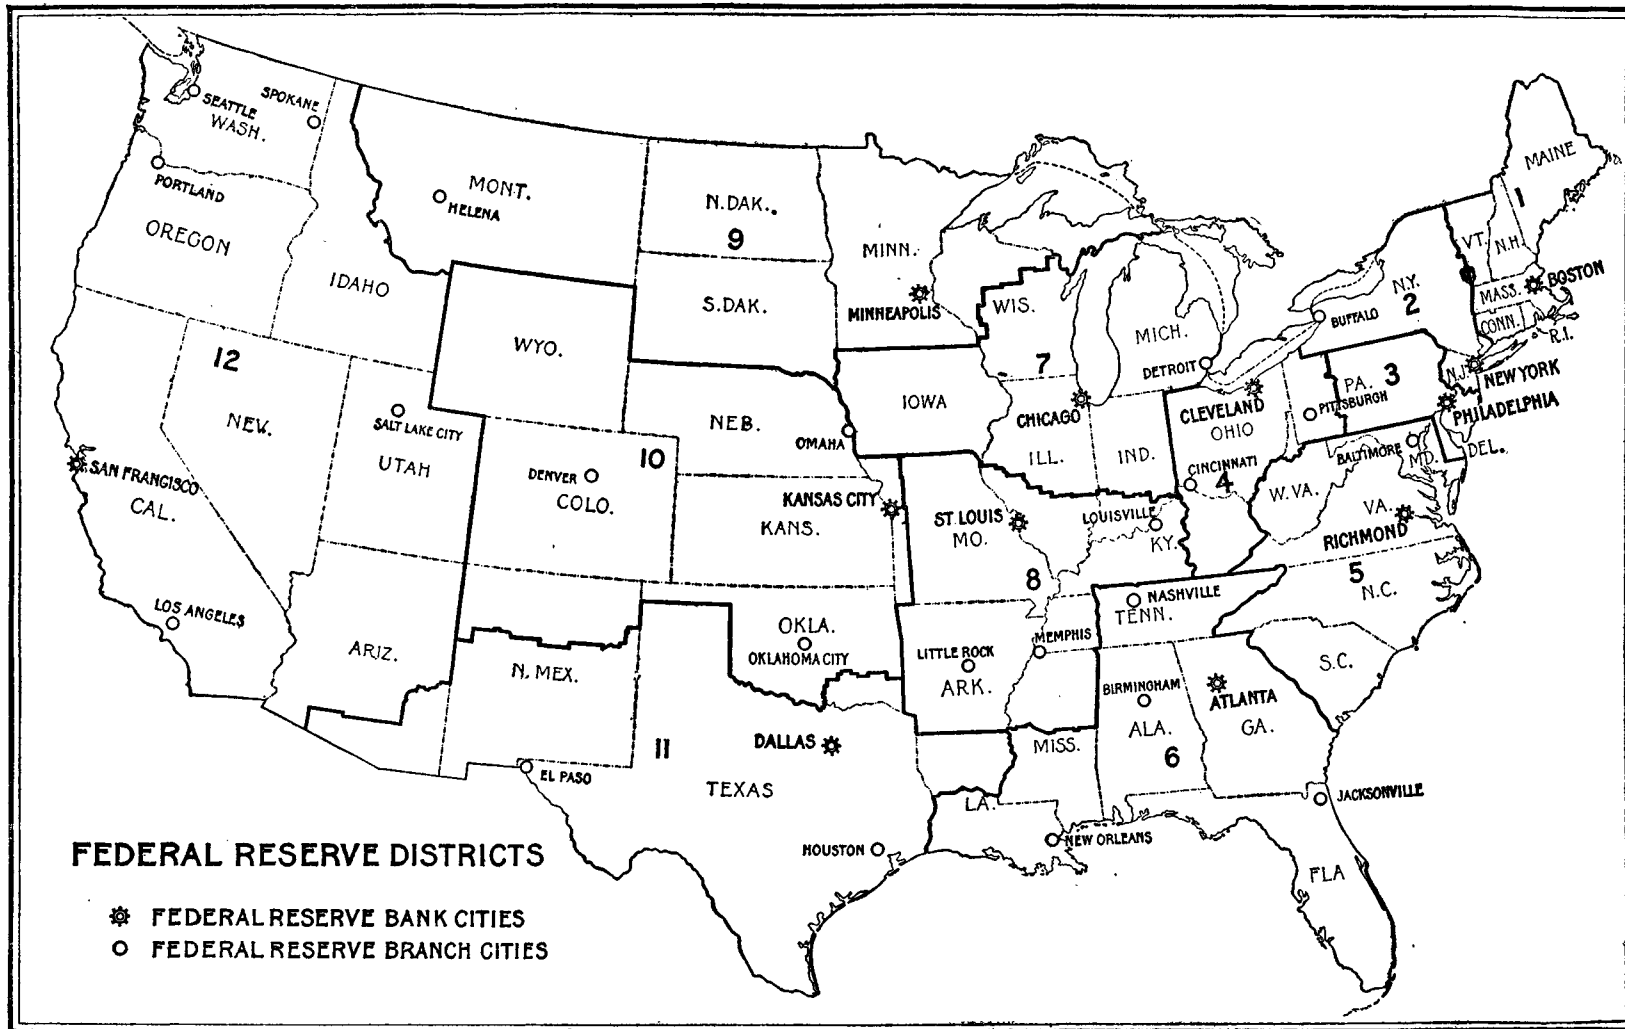 MAINE
SPOKANE
SEATTLE
WASH.
PORTLAND
OREGON
IDAHO
MONT.
HELENA
N.DAK.
9
S.DAK.
MINN.
MINNEAPOLIS
WIS.
MICH.
DETROIT
7
VT.
N.H.
1
MASS.
BOSTON
CONN.
R.I.
N.Y.
2
BUFFALO
N.J.
NEW YORK
PA.
3
PITTSBURGH
PHILADELPHIA
12
NEV.
WYO.
SALT LAKE CITY
UTAH
SAN FRANCISCO
CAL.
LOS ANGELES
ARIZ.
DENVER
COLO.
10
NEB.
OMAHA
IOWA
KANSAS CITY
KANS.
CHICAGO
ILL.
IND.
CLEVELAND
OHIO
CINCINNATI
4
BALTIMORE
MD.
DEL.
W.VA.
VA.
RICHMOND
5
N.C.
S.C.
ST. LOUIS
MO.
LOUISVILLE
KY.
8
NASHVILLE
TENN.
MEMPHIS
LITTLE ROCK
ARK.
OKLA.
OKLAHOMA CITY
N. MEX.
EL PASO
11
DALLAS
TEXAS
HOUSTON
LA.
NEW ORLEANS
MISS.
BIRMINGHAM
ALA.
6
ATLANTA
GA.
JACKSONVILLE
FLA
FEDERAL RESERVE DISTRICTS
FEDERAL RESERVE BANK CITIES
FEDERAL RESERVE BRANCH CITIES